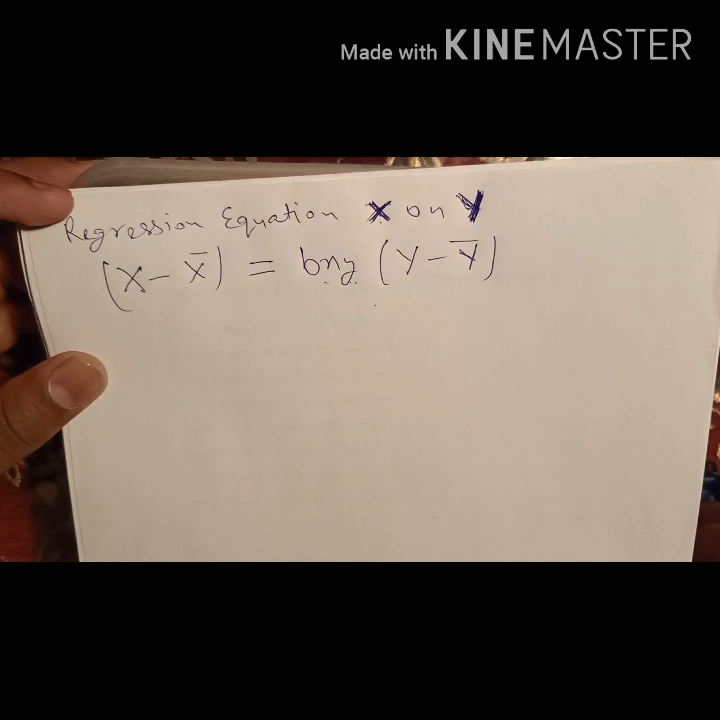 Made with KINEMASTER
Regression Equation X on Y
(X - X̄) = bxy (Y - Ȳ)